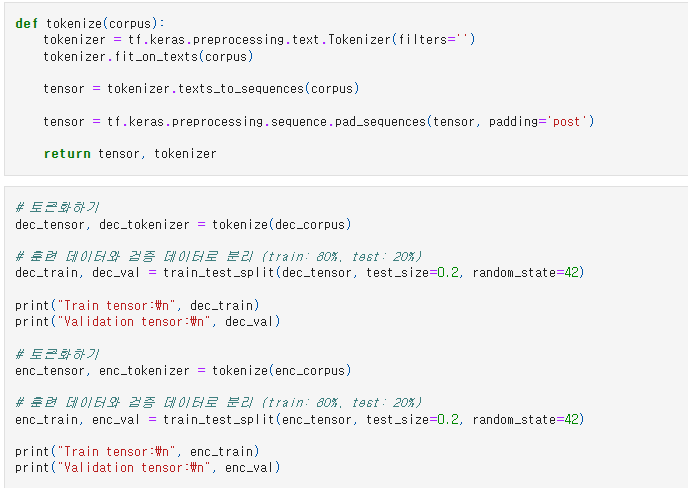 def tokenize(corpus):
    tokenizer = tf.keras.preprocessing.text.Tokenizer(filters='')
    tokenizer.fit_on_texts(corpus)
    tensor = tokenizer.texts_to_sequences(corpus)
    tensor = tf.keras.preprocessing.sequence.pad_sequences(tensor, padding='post')
    return tensor, tokenizer
# 토큰화하기
dec_tensor, dec_tokenizer = tokenize(dec_corpus)
# 훈련 데이터와 검증 데이터로 분리 (train: 80%, test: 20%)
dec_train, dec_val = train_test_split(dec_tensor, test_size=0.2, random_state=42)
print("Train tensor:₩n", dec_train)
print("Validation tensor:₩n", dec_val)
# 토큰화하기
enc_tensor, enc_tokenizer = tokenize(enc_corpus)
# 훈련 데이터와 검증 데이터로 분리 (train: 80%, test: 20%)
enc_train, enc_val = train_test_split(enc_tensor, test_size=0.2, random_state=42)
print("Train tensor:₩n", enc_train)
print("Validation tensor:₩n", enc_val)